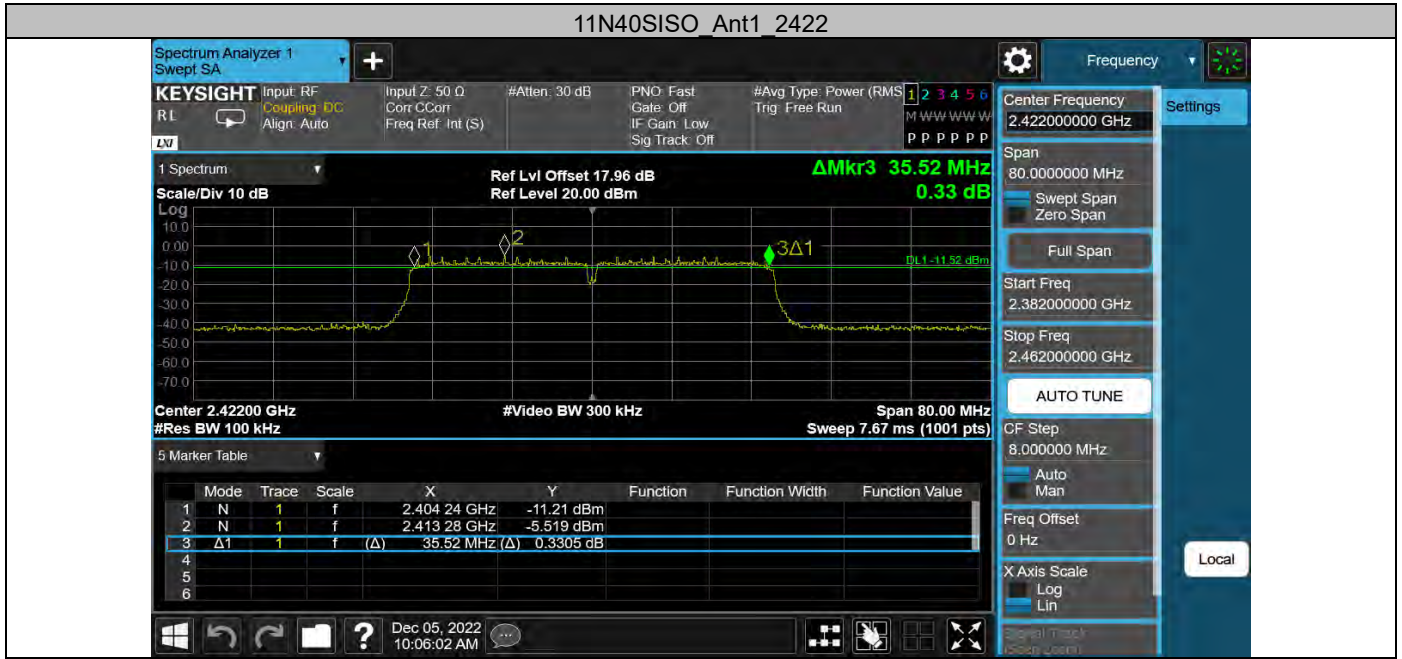 11N40SISO_Ant1_2422
Spectrum Analyzer 1
Swept SA
+
Frequency
KEYSIGHT
RL
LXI
Input: RF
Coupling: DC
Align: Auto
Input Z: 50 Ω
Corr CCorr
Freq Ref: Int (S)
#Atten: 30 dB
PNO: Fast
Gate: Off
IF Gain: Low
Sig Track: Off
#Avg Type: Power (RMS
Trig: Free Run
1 2 3 4 5 6
M W W W W W
P P P P P P
Center Frequency
2.422000000 GHz
Settings
1 Spectrum
Scale/Div 10 dB
Ref Lvl Offset 17.96 dB
Ref Level 20.00 dBm
ΔMkr3 35.52 MHz
0.33 dB
Log
10.0
0.00
-10.0
-20.0
-30.0
-40.0
-50.0
-60.0
-70.0
1
2
3Δ1
DL1 -11.52 dBm
Center 2.42200 GHz
#Res BW 100 kHz
#Video BW 300 kHz
Span 80.00 MHz
Sweep 7.67 ms (1001 pts)
Span
80.0000000 MHz
Swept Span
Zero Span
Full Span
Start Freq
2.382000000 GHz
Stop Freq
2.462000000 GHz
AUTO TUNE
CF Step
8.000000 MHz
Auto
Man
Freq Offset
0 Hz
X Axis Scale
Log
Lin
Signal Track
(Span Zoom)
Local
5 Marker Table
Mode Trace Scale X Y Function Function Width Function Value
1 N 1 f 2.404 24 GHz -11.21 dBm
2 N 1 f 2.413 28 GHz -5.519 dBm
3 Δ1 1 f (Δ) 35.52 MHz (Δ) 0.3305 dB
4
5
6
?
Dec 05, 2022
10:06:02 AM